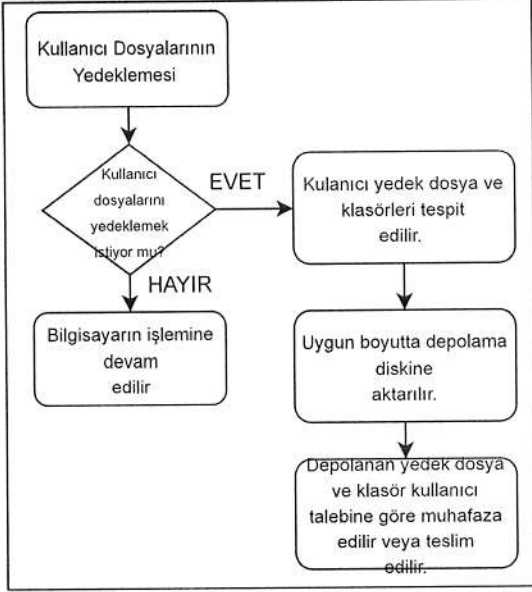 Kullanıcı Dosyalarının
Yedeklemesi
Kullanıcı
dosyalarını
yedeklemek
istiyor mu?
EVET
HAYIR
Bilgisayarın işlemine
devam
edilir
Kulanıcı yedek dosya ve
klasörleri tespit
edilir.
Uygun boyutta depolama
diskine
aktarılır.
Depolanan yedek dosya
ve klasör kullanıcı
talebine göre muhafaza
edilir veya teslim
edilir.